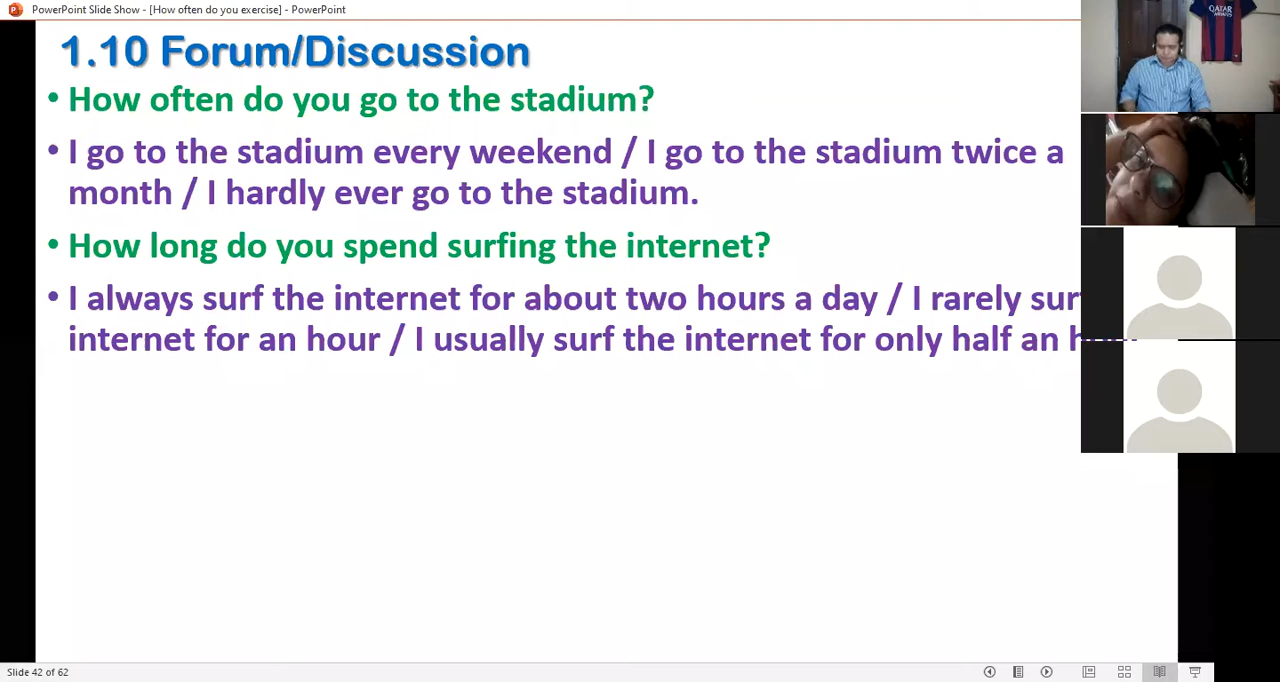 PowerPoint Slide Show - [How often do you exercise] - PowerPoint
1.10 Forum/Discussion
• How often do you go to the stadium?
• I go to the stadium every weekend / I go to the stadium twice a
month / I hardly ever go to the stadium.
• How long do you spend surfing the internet?
• I always surf the internet for about two hours a day / I rarely
internet for an hour / I usually surf the internet for only half an
QATAR
AIRWAYS
Slide 42 of 62